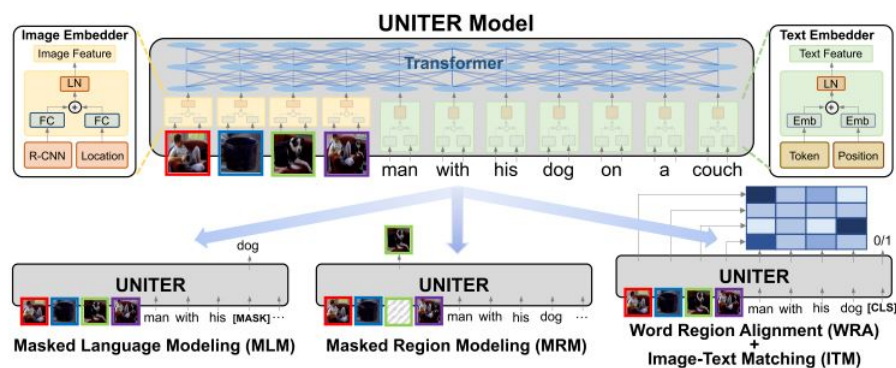 UNITER Model
Image Embedder
Image Feature
LN
+
FC
FC
R-CNN
Location
Transformer
man with his dog on a couch
Text Embedder
Text Feature
LN
+
Emb
Emb
Token
Position
dog
UNITER
man with his [MASK] ...
Masked Language Modeling (MLM)
UNITER
man with his dog ...
Masked Region Modeling (MRM)
0/1
UNITER
man with his dog [CLS]
Word Region Alignment (WRA)
+
Image-Text Matching (ITM)